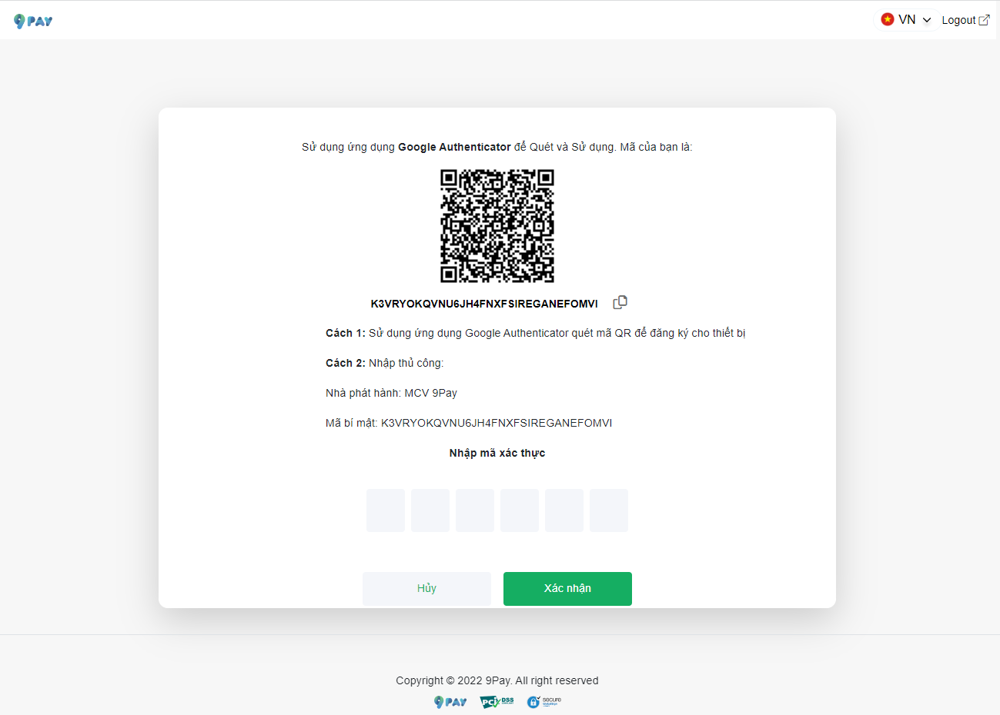 9PAY
VN
Logout
Sử dụng ứng dụng Google Authenticator để Quét và Sử dụng. Mã của bạn là:
K3VRYOKQVNU6JH4FNXFSIREGANEFOMVI
Cách 1: Sử dụng ứng dụng Google Authenticator quét mã QR để đăng ký cho thiết bị
Cách 2: Nhập thủ công:
Nhà phát hành: MCV 9Pay
Mã bí mật: K3VRYOKQVNU6JH4FNXFSIREGANEFOMVI
Nhập mã xác thực
Hủy
Xác nhận
Copyright © 2022 9Pay. All right reserved
9PAY
PCI DSS
secure